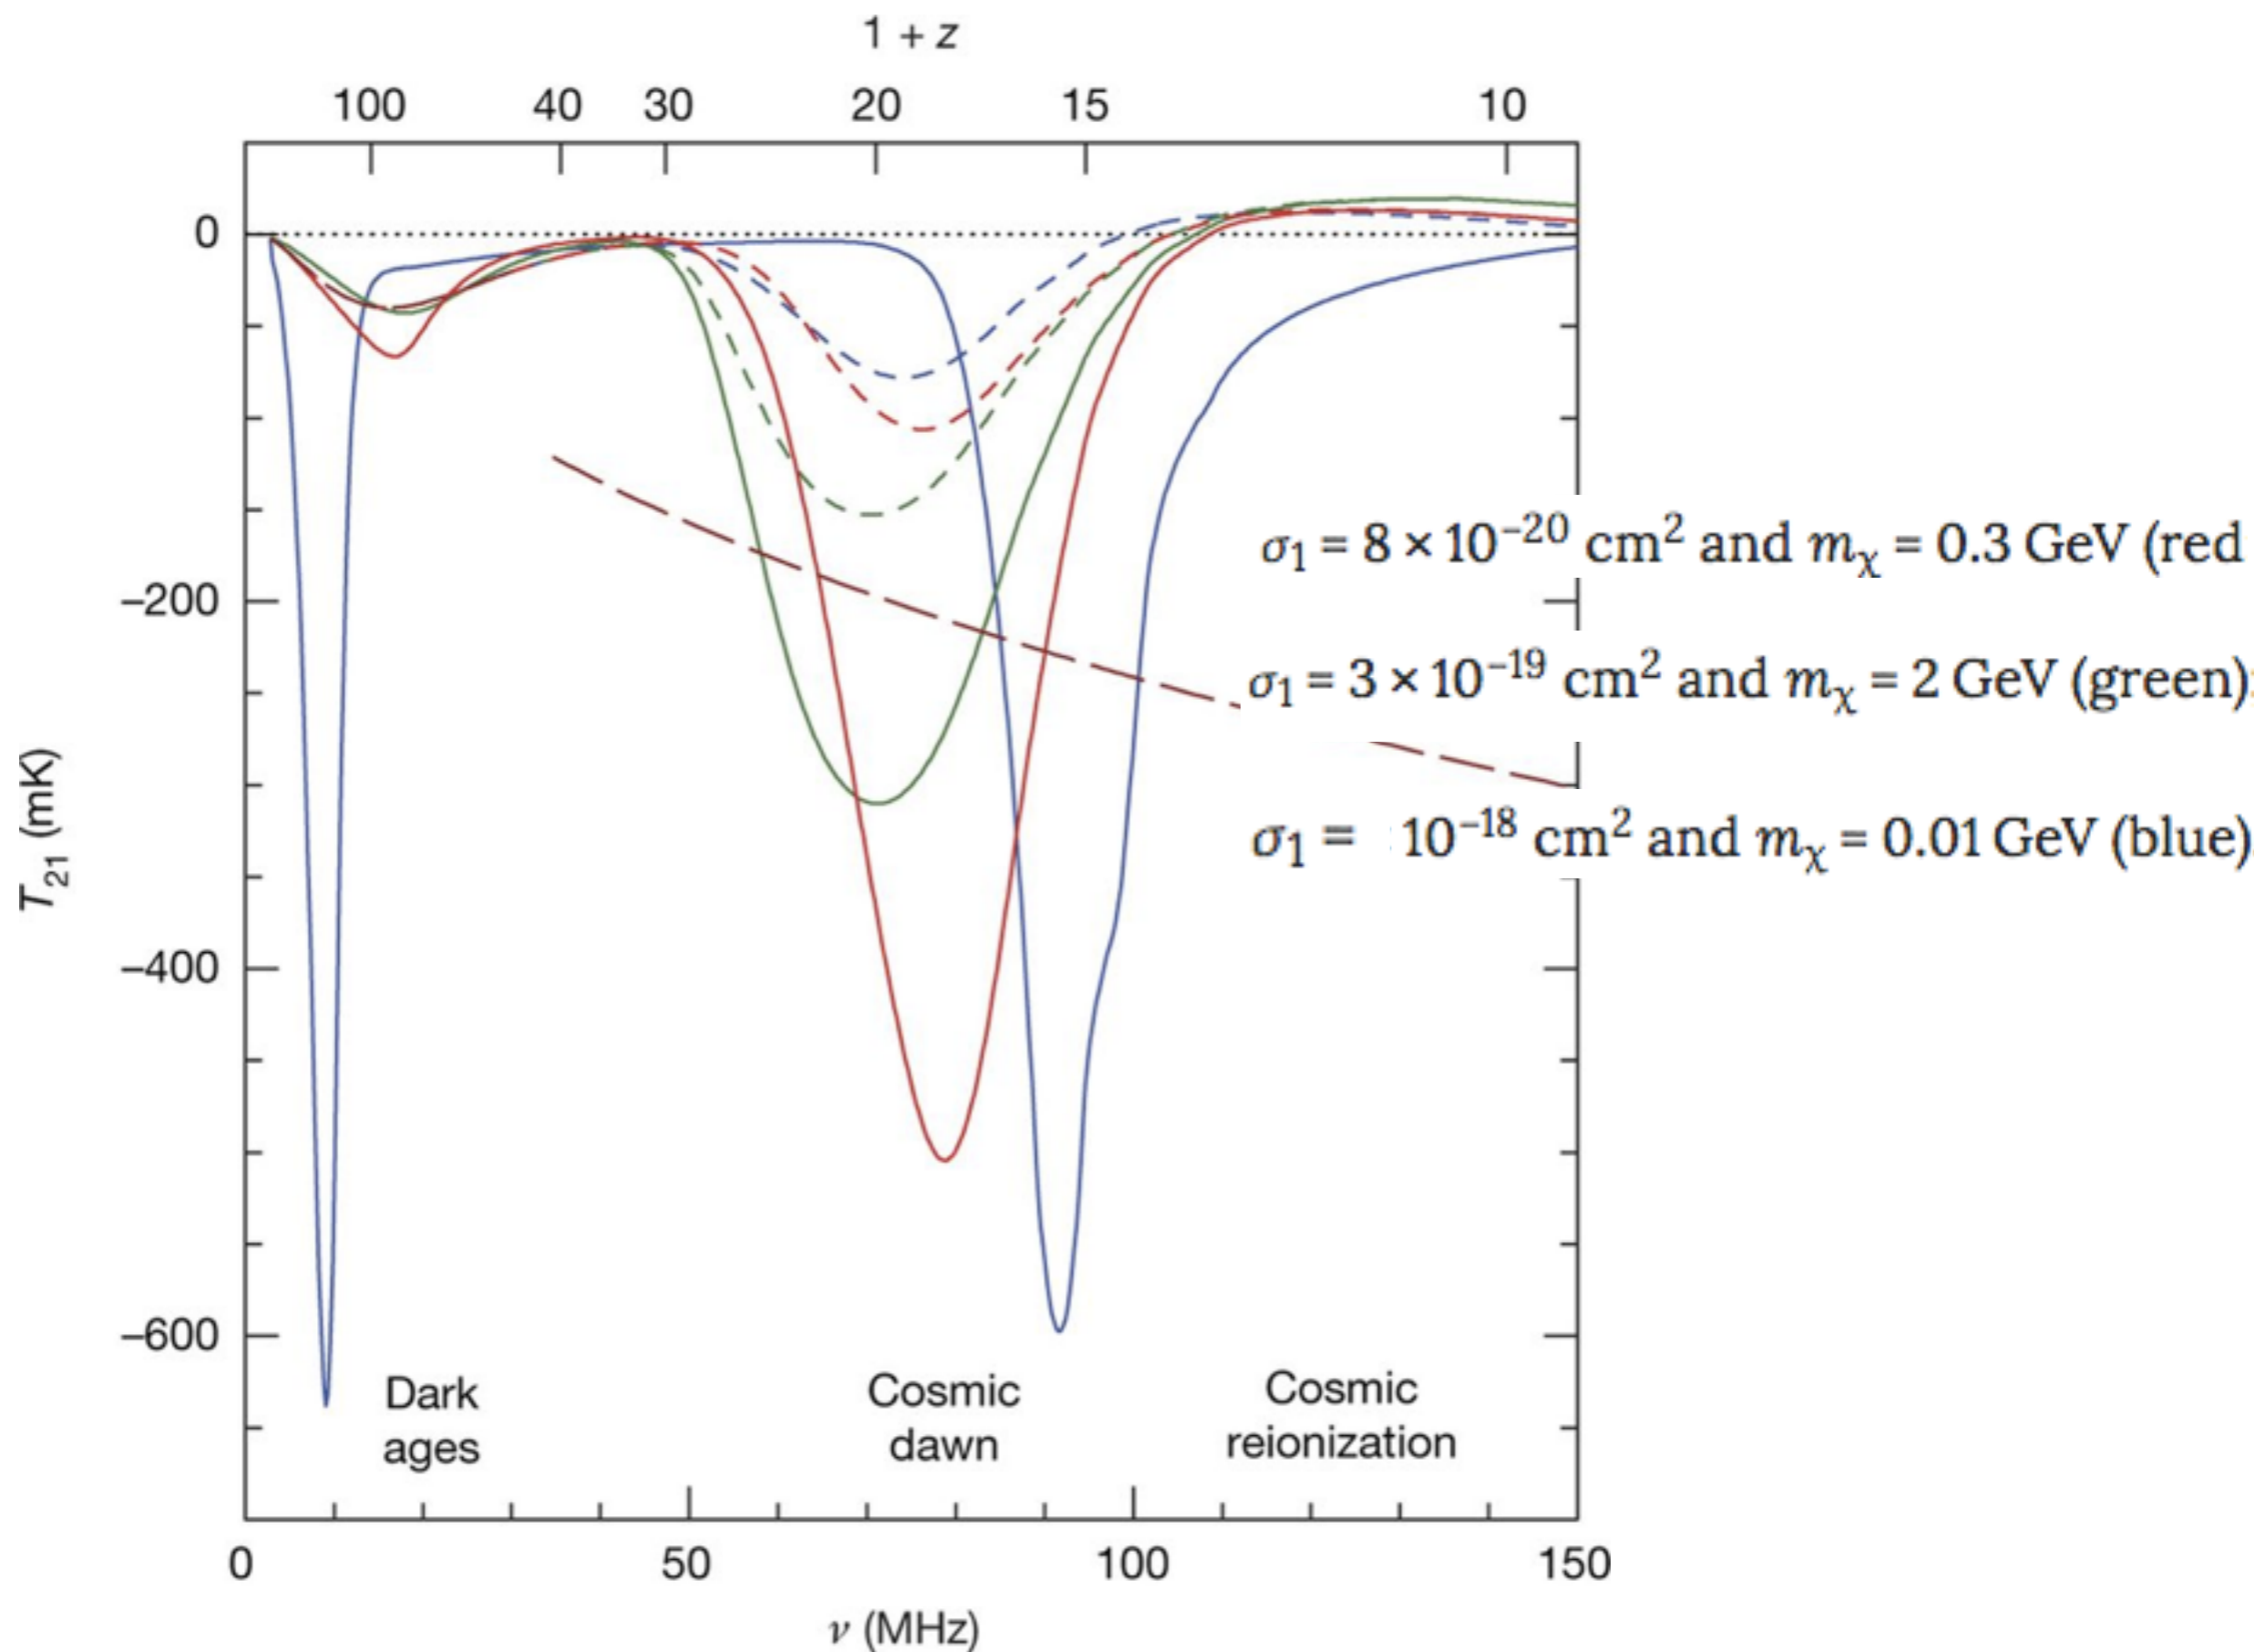 1 + z
100 40 30 20 15 10
0
–200
–400
–600
T21 (mK)
σ1 = 8 × 10−20 cm2 and mχ = 0.3 GeV (red
σ1 = 3 × 10−19 cm2 and mχ = 2 GeV (green)
σ1 = 10−18 cm2 and mχ = 0.01 GeV (blue)
Dark
ages
Cosmic
dawn
Cosmic
reionization
0 50 100 150
ν (MHz)